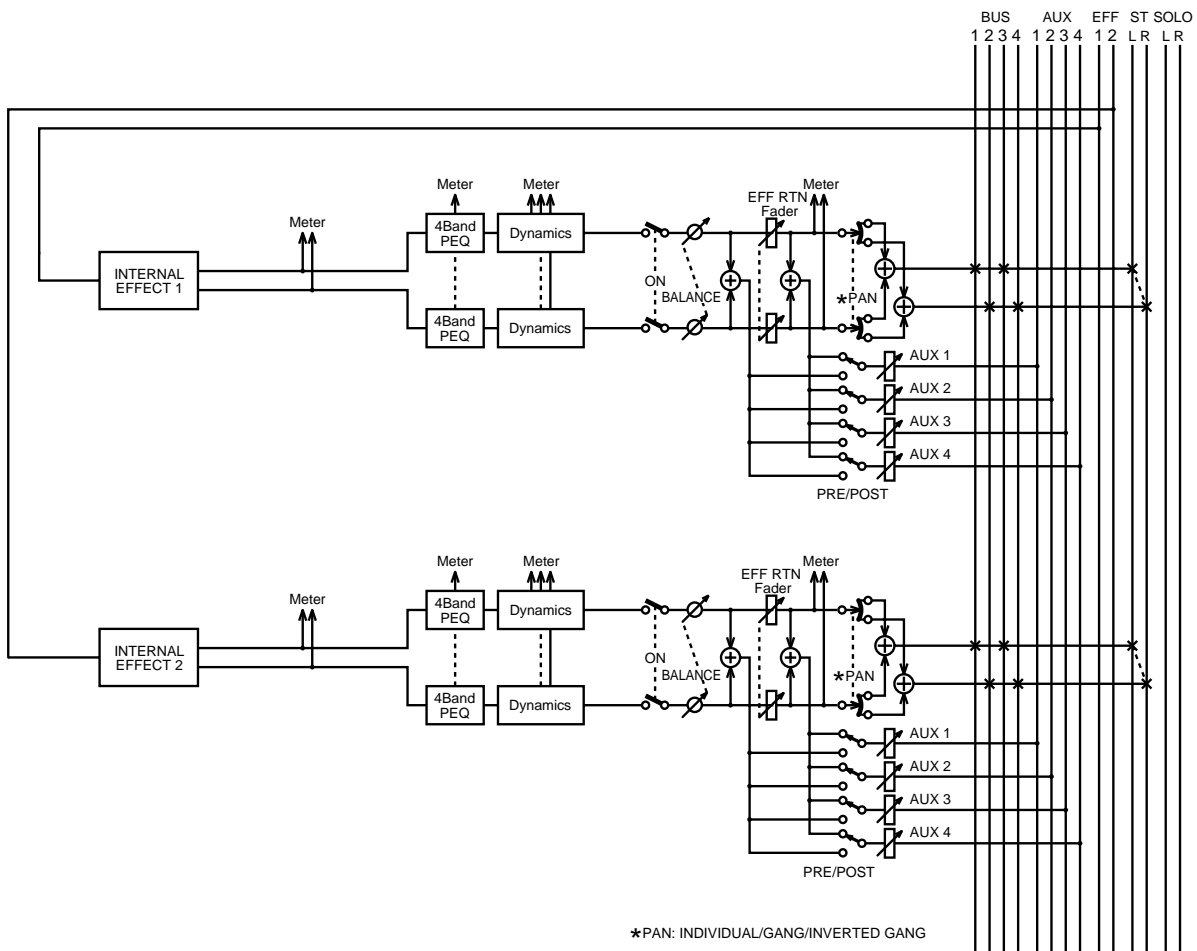 BUS AUX EFF ST SOLO
1 2 3 4 1 2 3 4 1 2 L R L R
Meter Meter Meter
EFF RTN
Fader
Meter
4Band
PEQ
Dynamics
INTERNAL
EFFECT 1
ON
BALANCE
*PAN
4Band
PEQ
Dynamics
AUX 1
AUX 2
AUX 3
AUX 4
PRE/POST
Meter Meter Meter
EFF RTN
Fader
Meter
4Band
PEQ
Dynamics
INTERNAL
EFFECT 2
ON
BALANCE
*PAN
4Band
PEQ
Dynamics
AUX 1
AUX 2
AUX 3
AUX 4
PRE/POST
*PAN: INDIVIDUAL/GANG/INVERTED GANG